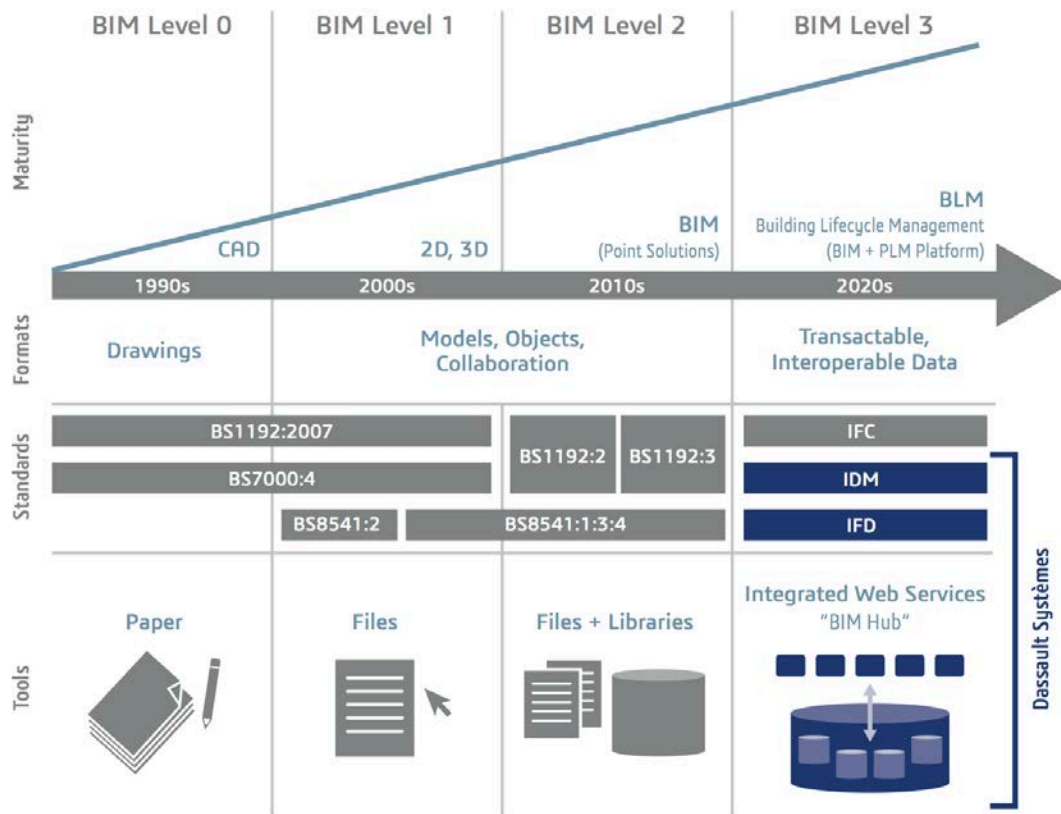 BIM Level 0
BIM Level 1
BIM Level 2
BIM Level 3
Maturity
CAD
2D, 3D
BIM
(Point Solutions)
BLM
Building Lifecycle Management
(BIM + PLM Platform)
1990s
2000s
2010s
2020s
Formats
Drawings
Models, Objects,
Collaboration
Transactable,
Interoperable Data
Standards
BS1192:2007
BS7000:4
BS8541:2
BS8541:1:3:4
BS1192:2
BS1192:3
IFC
IDM
IFD
Tools
Paper
Files
Files + Libraries
Integrated Web Services
"BIM Hub"
Dassault Systèmes